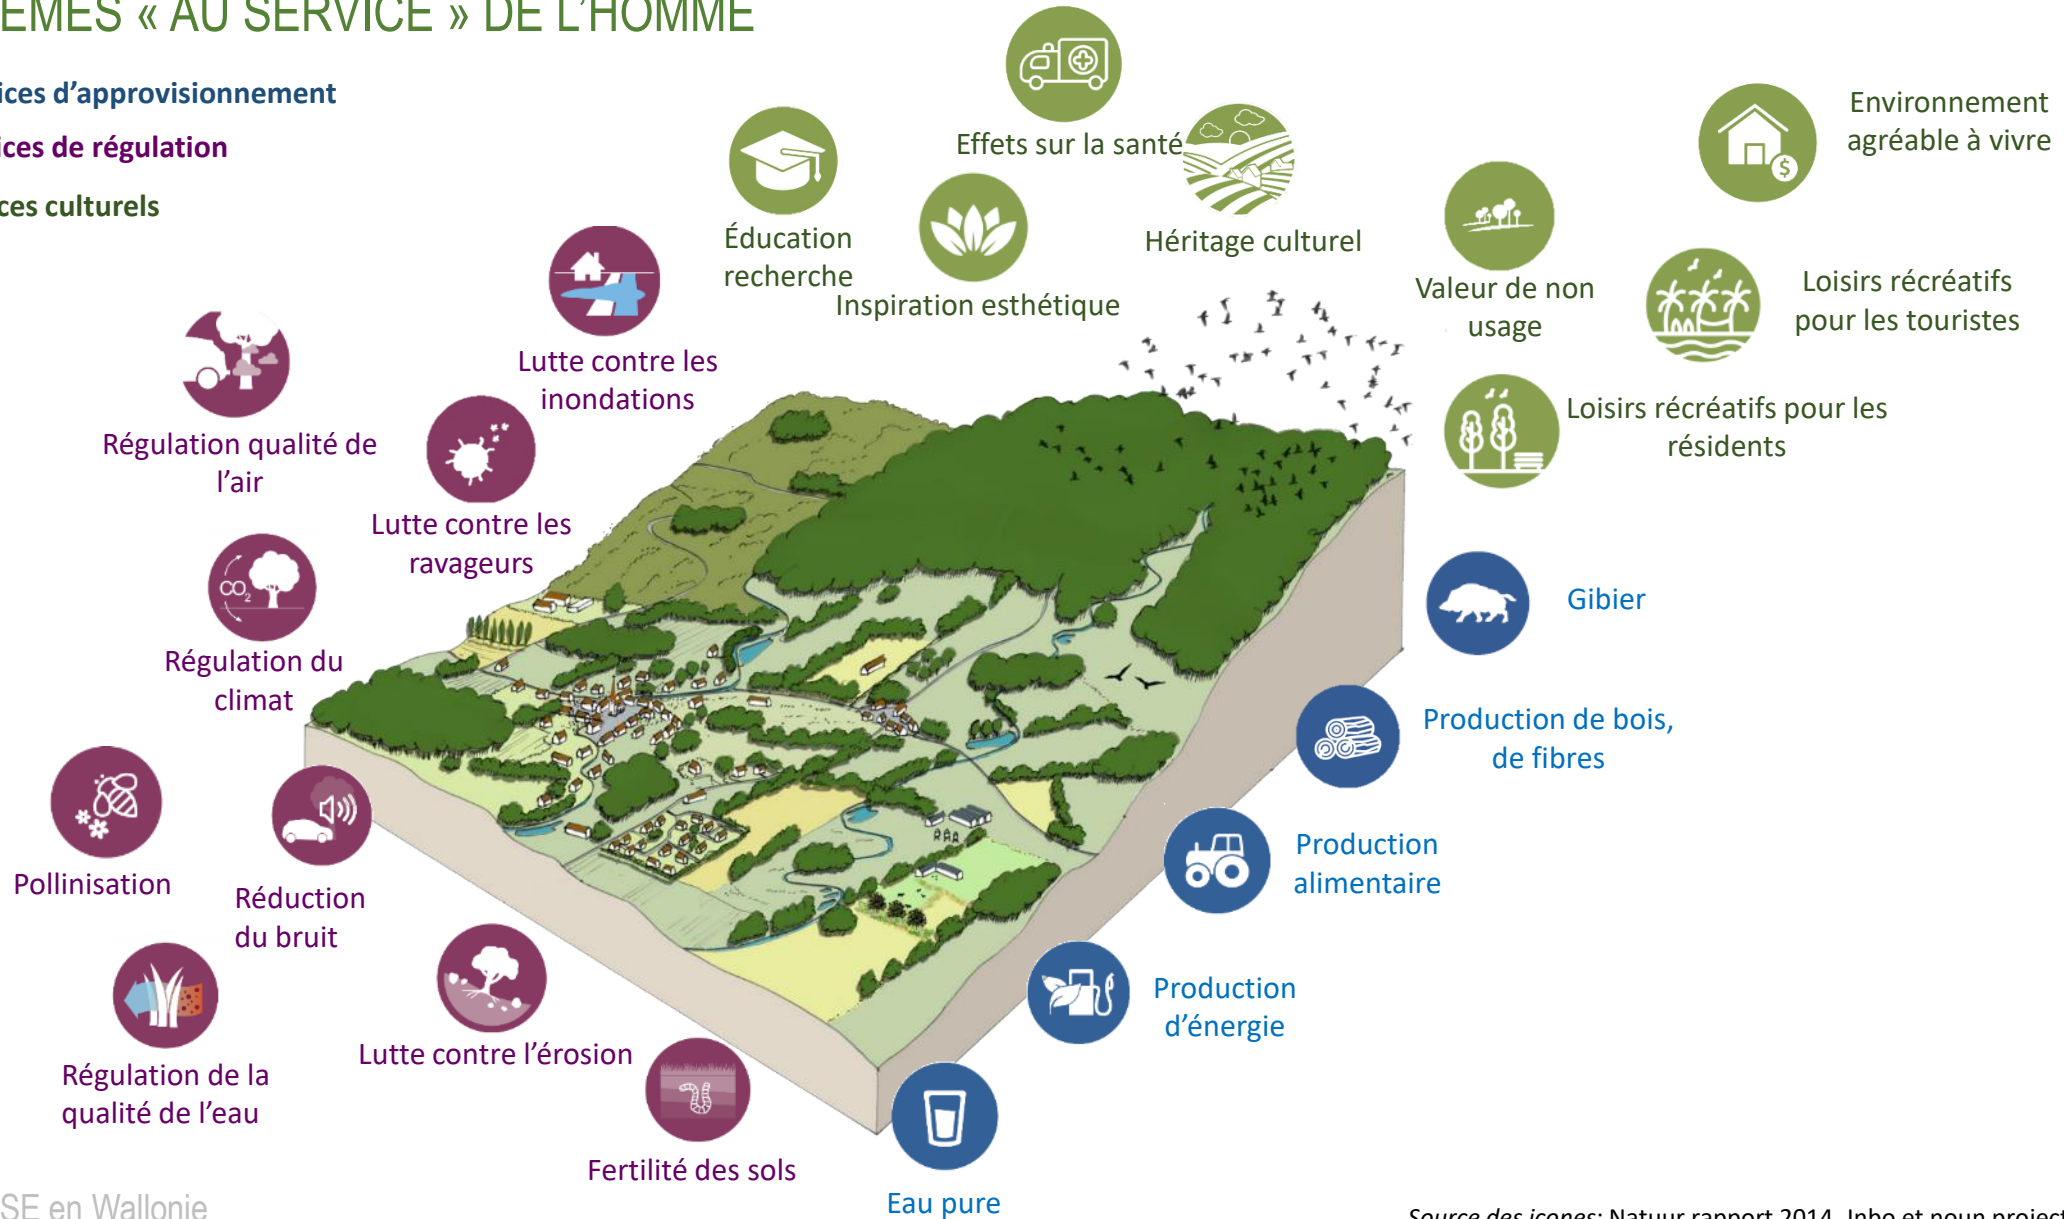 ÈMES « AU SERVICE » DE L’HOMME
ices d’approvisionnement
ices de régulation
ces culturels
Effets sur la santé
Environnement
agréable à vivre
Éducation
recherche
Inspiration esthétique
Héritage culturel
Valeur de non
usage
Loisirs récréatifs
pour les touristes
Loisirs récréatifs pour les
résidents
Lutte contre les
inondations
Régulation qualité de
l’air
Lutte contre les
ravageurs
CO2
Régulation du
climat
Gibier
Production de bois,
de fibres
Pollinisation
Réduction
du bruit
Production
alimentaire
Régulation de la
qualité de l’eau
Lutte contre l’érosion
Production
d’énergie
Fertilité des sols
Eau pure
SE en Wallonie
Source des icones: Natuur rapport 2014, Inbo et noun project
$